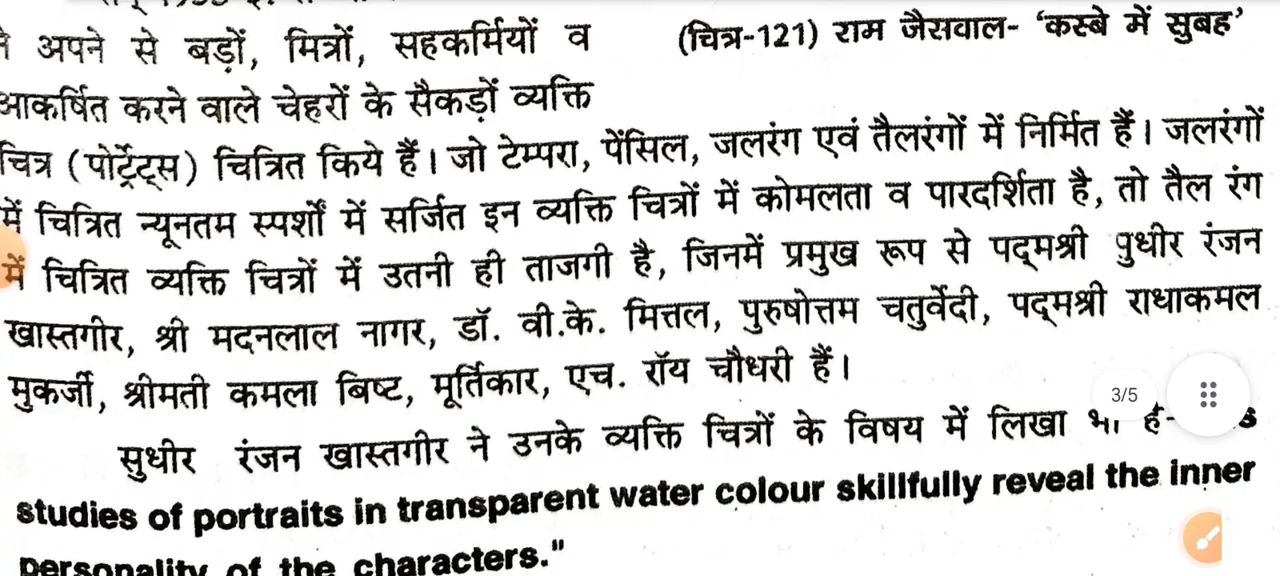 अपने से बड़ों, मित्रों, सहकर्मियों व
(चित्र-121) राम जैसवाल- ‘कस्बे में सुबह’
आकर्षित करने वाले चेहरों के सैकड़ों व्यक्ति
चित्र (पोर्ट्रेट्स) चित्रित किये हैं। जो टेम्परा, पेंसिल, जलरंग एवं तैलरंगों में निर्मित हैं। जलरंगों
में चित्रित न्यूनतम स्पर्शों में सर्जित इन व्यक्ति चित्रों में कोमलता व पारदर्शिता है, तो तैल रंग
में चित्रित व्यक्ति चित्रों में उतनी ही ताजगी है, जिनमें प्रमुख रूप से पद्मश्री पुधीर रंजन
खास्तगीर, श्री मदनलाल नागर, डॉ. वी.के. मित्तल, पुरुषोत्तम चतुर्वेदी, पद्मश्री राधाकमल
मुकर्जी, श्रीमती कमला बिष्ट, मूर्तिकार, एच. रॉय चौधरी हैं।
3/5
सुधीर रंजन खास्तगीर ने उनके व्यक्ति चित्रों के विषय में लिखा भी है-
studies of portraits in transparent water colour skillfully reveal the inner
personality of the characters."